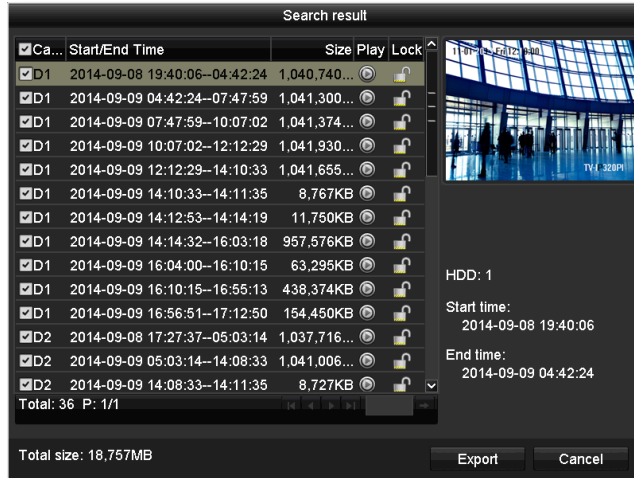 Search result
Ca... Start/End Time Size Play Lock
D1 2014-09-08 19:40:06--04:42:24 1,040,740...
D1 2014-09-09 04:42:24--07:47:59 1,041,300...
D1 2014-09-09 07:47:59--10:07:02 1,041,374...
D1 2014-09-09 10:07:02--12:12:29 1,041,930...
D1 2014-09-09 12:12:29--14:10:33 1,041,655...
D1 2014-09-09 14:10:33--14:11:35 8,767KB
D1 2014-09-09 14:12:53--14:14:19 11,750KB
D1 2014-09-09 14:14:32--16:03:18 957,576KB
D1 2014-09-09 16:04:00--16:10:15 63,295KB
D1 2014-09-09 16:10:15--16:55:13 438,374KB
D1 2014-09-09 16:56:51--17:12:50 154,450KB
D2 2014-09-08 17:27:37--05:03:14 1,037,716...
D2 2014-09-09 05:03:14--14:08:33 1,041,006...
D2 2014-09-09 14:08:33--14:11:35 8,727KB
Total: 36 P: 1/1
TV-IP320PI
HDD: 1
Start time:
2014-09-08 19:40:06
End time:
2014-09-09 04:42:24
Total size: 18,757MB
Export Cancel